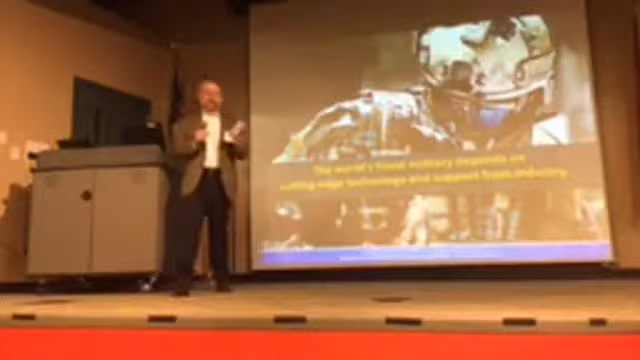 The world's finest military depends on
cutting edge technology and support from industry.